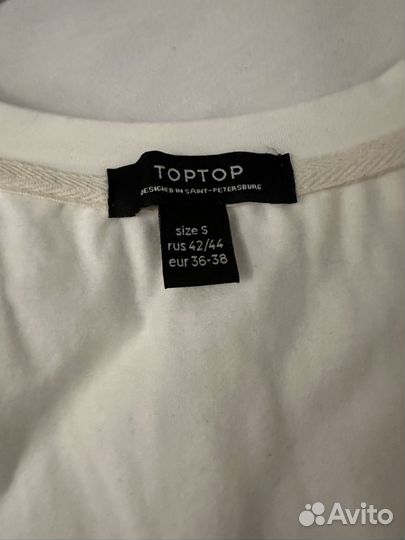 TOPTOP
DESIGNED IN SAINT-PETERSBURG
size S
rus 42/44
eur 36-38
Avito